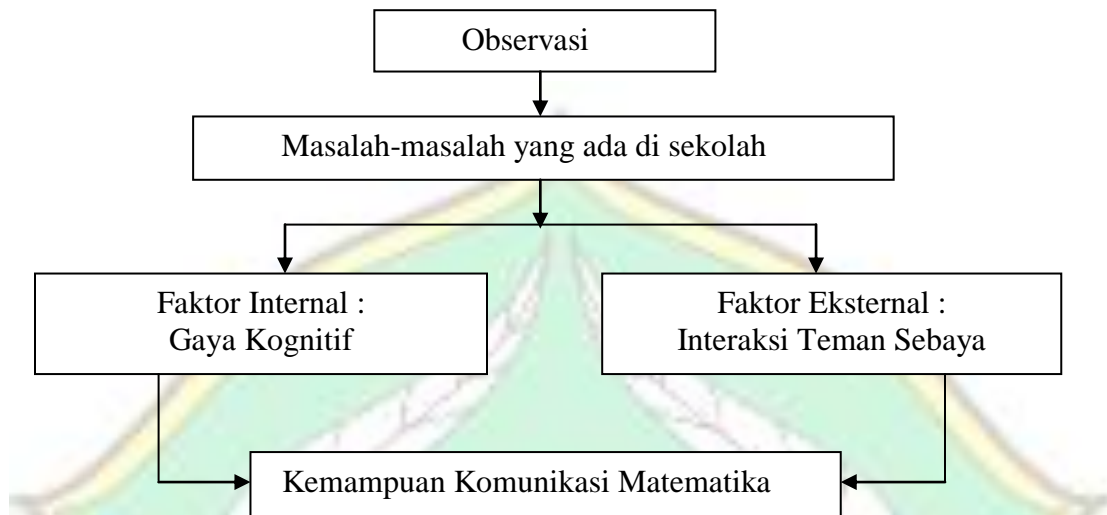 Observasi
Masalah-masalah yang ada di sekolah
Faktor Internal :
Gaya Kognitif
Faktor Eksternal :
Interaksi Teman Sebaya
Kemampuan Komunikasi Matematika